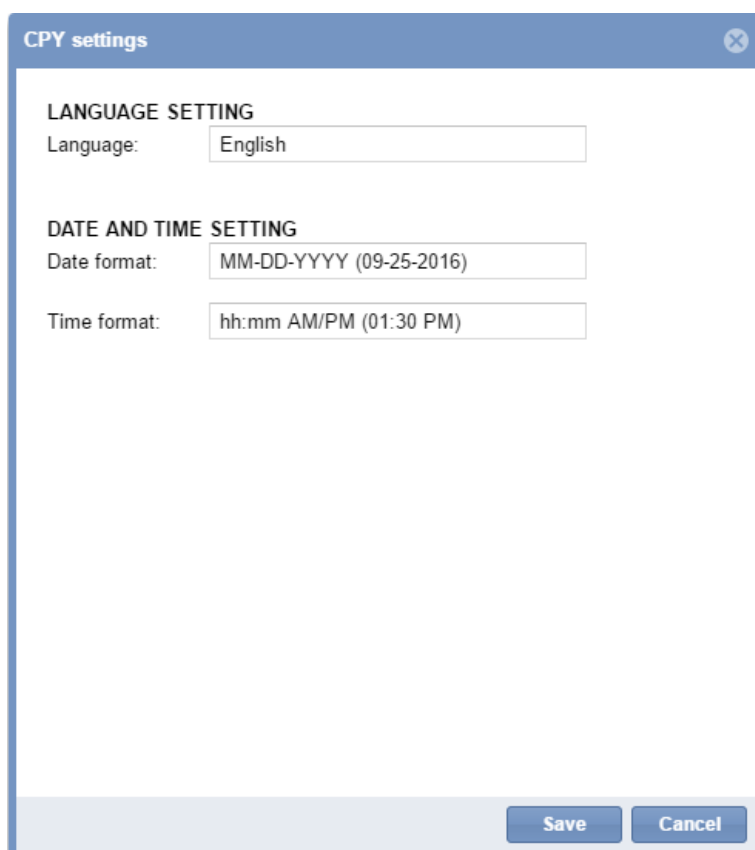 CPY settings
LANGUAGE SETTING
Language: English
DATE AND TIME SETTING
Date format: MM-DD-YYYY (09-25-2016)
Time format: hh:mm AM/PM (01:30 PM)
Save Cancel